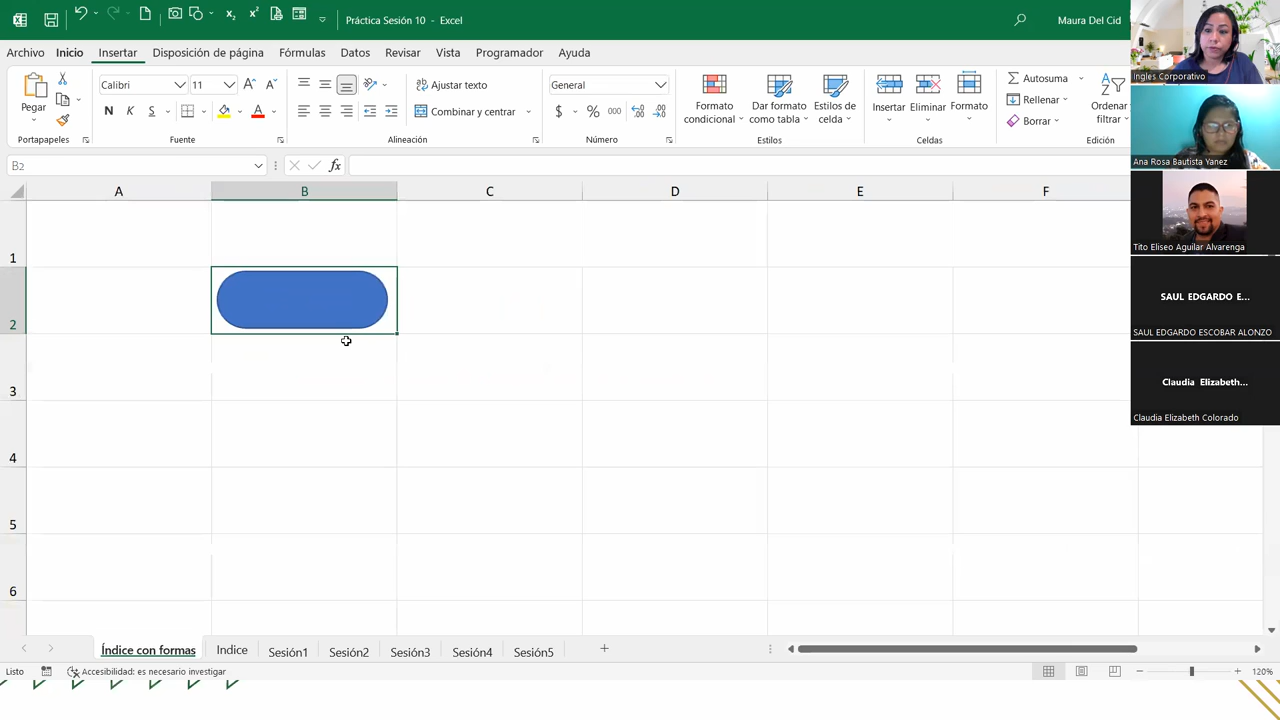 Práctica Sesión 10 - Excel
Maura Del Cid
Archivo Inicio Insertar Disposición de página Fórmulas Datos Revisar Vista Programador Ayuda
Pegar
Calibri 11
N K S
Ajustar texto
Combinar y centrar
General
$ % 000
Formato condicional
Dar formato como tabla
Estilos de celda
Insertar
Eliminar
Formato
Autosuma
Rellenar
Borrar
Ordenar
filtrar
Portapapeles Fuente Alineación Número Estilos Celdas Edición
B2
fx
A B C D E F
1
2
3
4
5
6
Índice con formas Indice Sesión1 Sesión2 Sesión3 Sesión4 Sesión5
Listo Accesibilidad: es necesario investigar 120%
Ingles Corporativo
Ana Rosa Bautista Yanez
Tito Eliseo Aguilar Alvarenga
SAUL EDGARDO E...
SAUL EDGARDO ESCOBAR ALONZO
Claudia Elizabeth...
Claudia Elizabeth Colorado